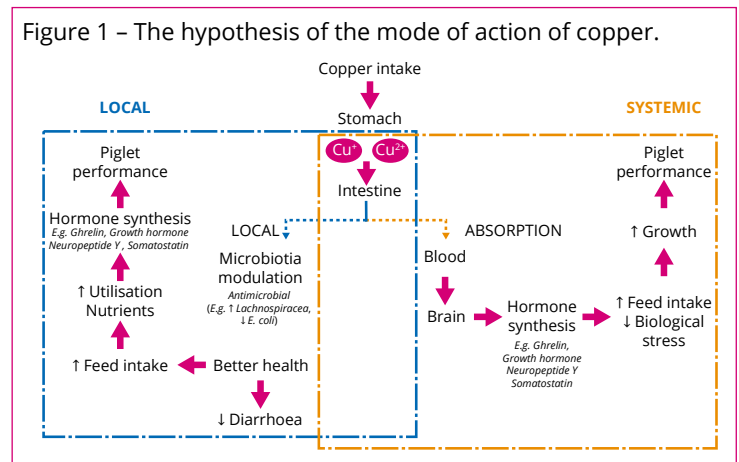 Figure 1 – The hypothesis of the mode of action of copper.
Copper intake
LOCAL
SYSTEMIC
Stomach
Cu+ Cu2+
Intestine
Piglet
performance
Hormone synthesis
E.g. Ghrelin, Growth hormone
Neuropeptide Y , Somatostatin
↑ Utilisation
Nutrients
↑ Feed intake
Better health
↓ Diarrhoea
LOCAL
Microbiotia
modulation
Antimicrobial
(E.g. ↑ Lachnospiracea,
↓ E. coli)
ABSORPTION
Blood
Brain
Hormone
synthesis
E.g. Ghrelin,
Growth hormone
Neuropeptide Y
Somatostatin
↑ Feed intake
↓ Biological
stress
↑ Growth
Piglet
performance